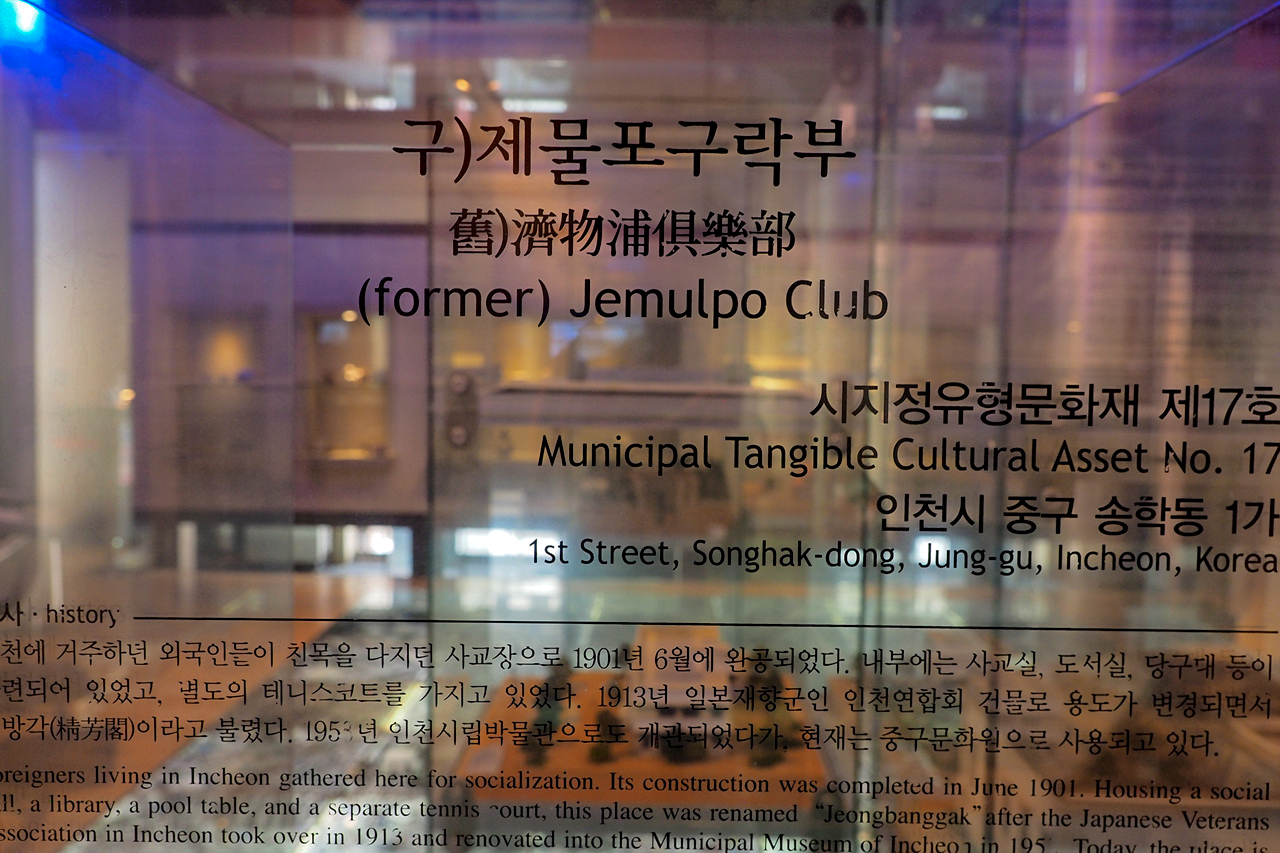 구)제물포구락부
舊)濟物浦俱樂部
(former) Jemulpo Club
시지정유형문화재 제17호
Municipal Tangible Cultural Asset No. 17
인천시 중구 송학동 1가
1st Street, Songhak-dong, Jung-gu, Incheon, Korea
사 · history
천에 거주하던 외국인들이 친목을 다지던 사교장으로 1901년 6월에 완공되었다. 내부에는 사교실, 도서실, 당구대 등이
련되어 있었고, 별도의 테니스코트를 가지고 있었다. 1913년 일본재향군인 인천연합회 건물로 용도가 변경되면서
방각(精芳閣)이라고 불렸다. 인천시립박물관으로도 개관되었다가, 현재는 중구문화원으로 사용되고 있다.
oreigners living in Incheon gathered here for socialization. Its construction was completed in June 1901. Housing a social
all, a library, a pool table, and a separate tennis court, this place was renamed "Jeongbanggak" after the Japanese Veterans
ssociation in Incheon took over in 1913 and renovated into the Municipal Museum of Incheon in Today, the place is